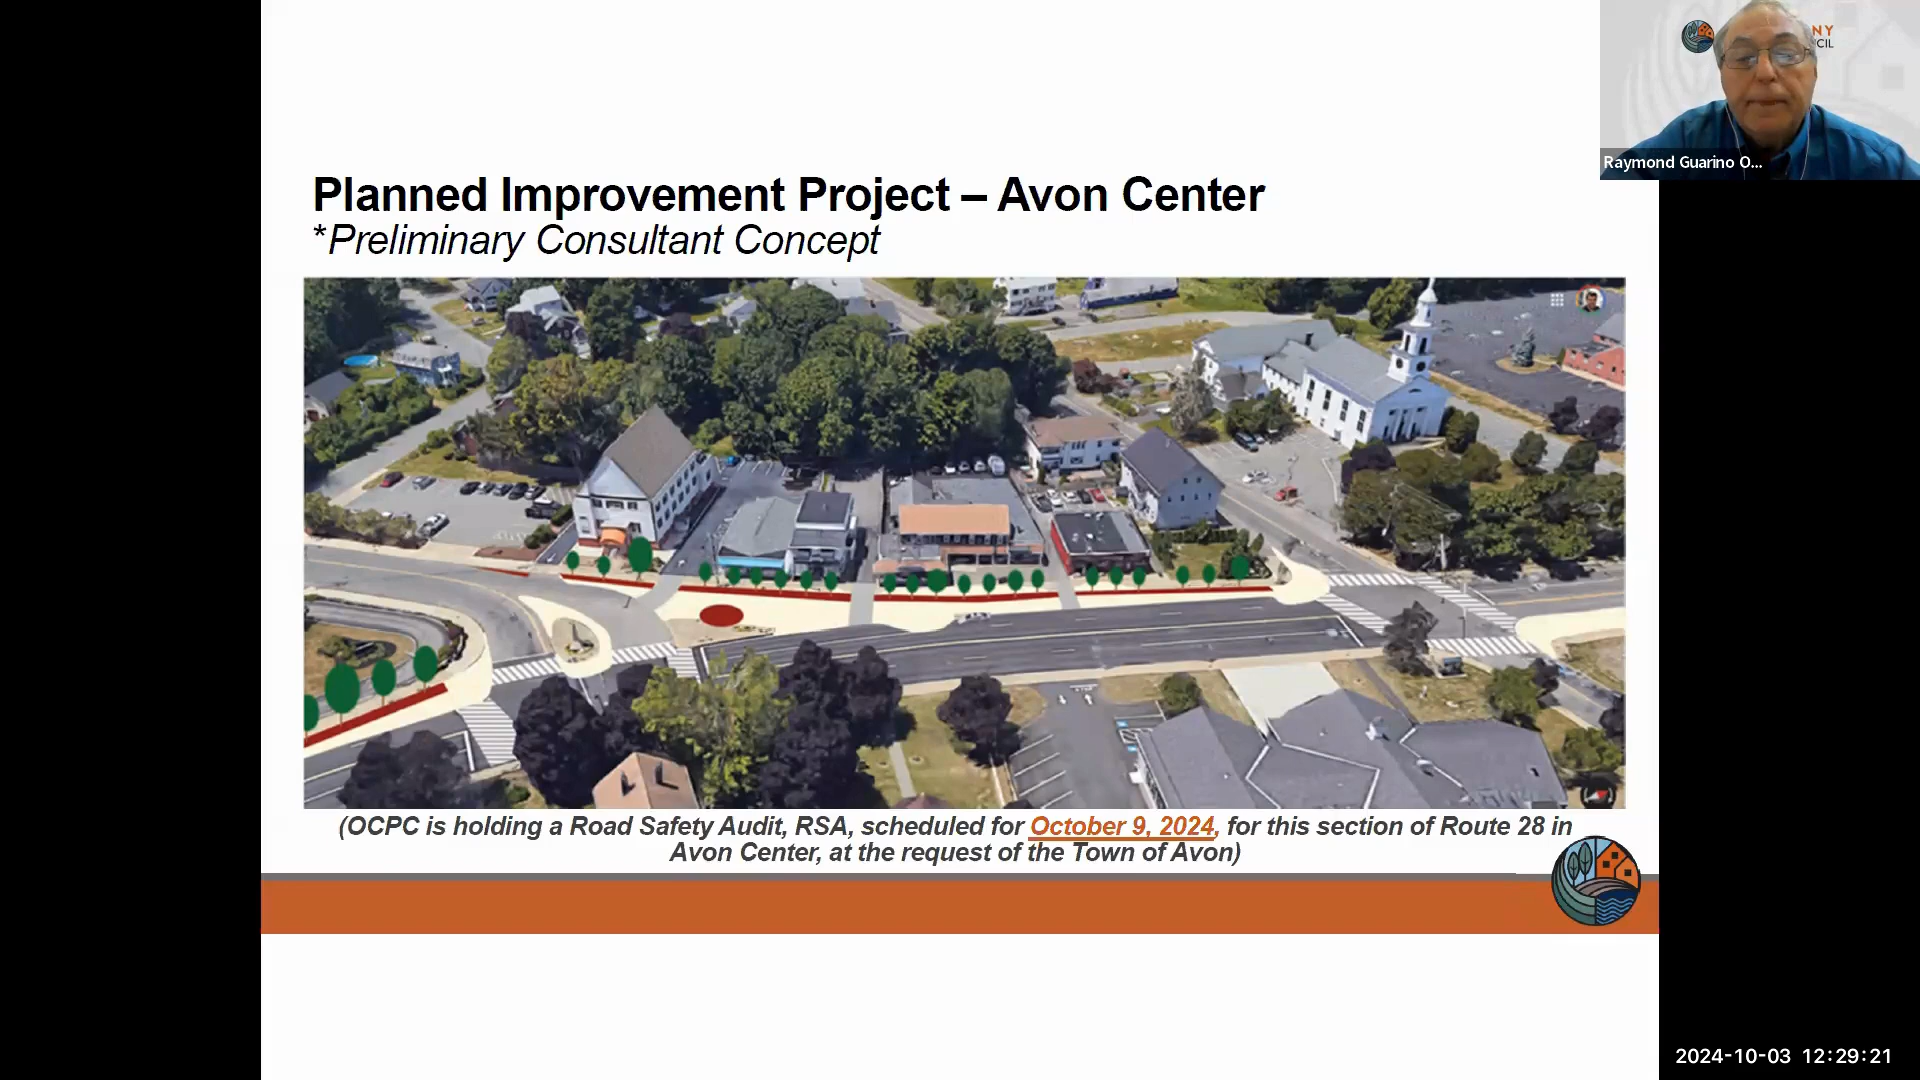 NY
CIL
Raymond Guarino O...
Planned Improvement Project – Avon Center
*Preliminary Consultant Concept
(OCPC is holding a Road Safety Audit, RSA, scheduled for October 9, 2024, for this section of Route 28 in
Avon Center, at the request of the Town of Avon)
2024-10-03 12:29:21